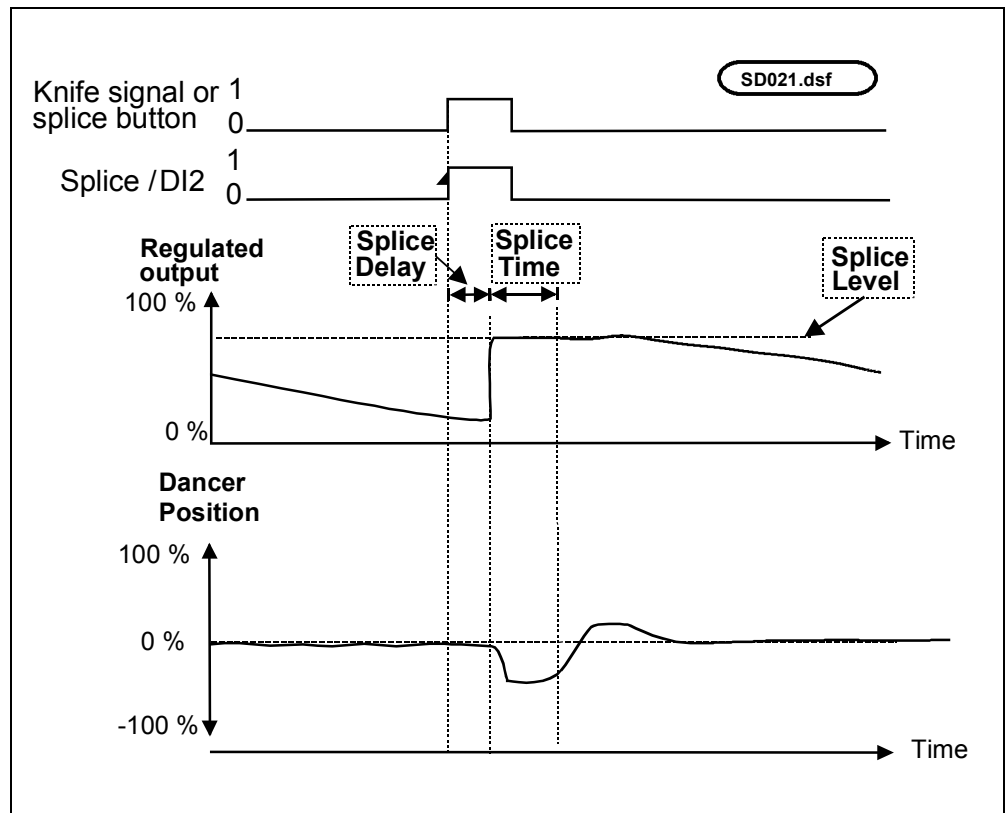 SD021.dsf
Knife signal or
splice button
1
0
Splice /DI2
1
0
Regulated
output
Splice
Delay
Splice
Time
Splice
Level
100 %
0 %
Time
Dancer
Position
100 %
0 %
-100 %
Time